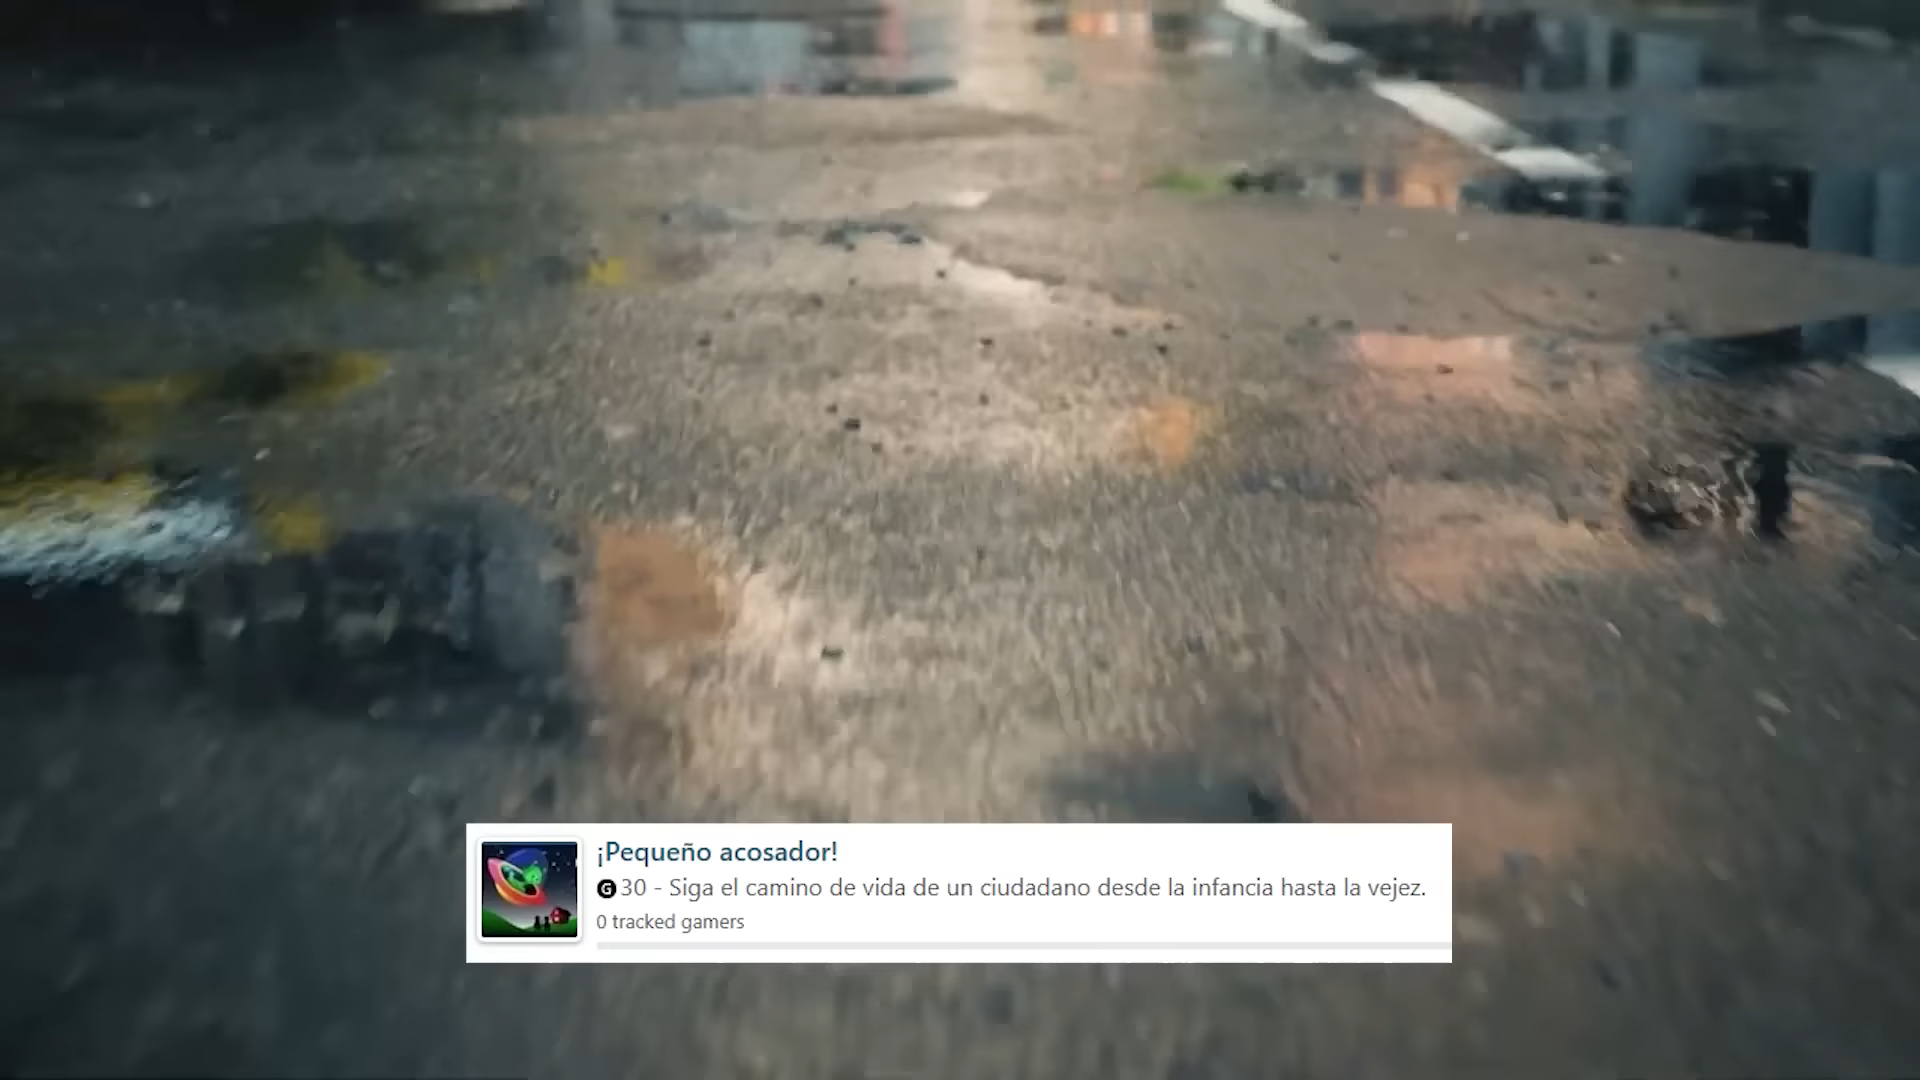 ¡Pequeño acosador!
G 30 - Siga el camino de vida de un ciudadano desde la infancia hasta la vejez.
0 tracked gamers